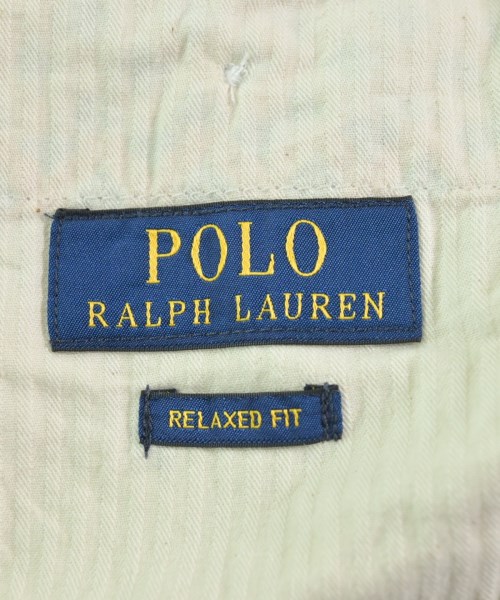 POLO
RALPH LAUREN
RELAXED FIT